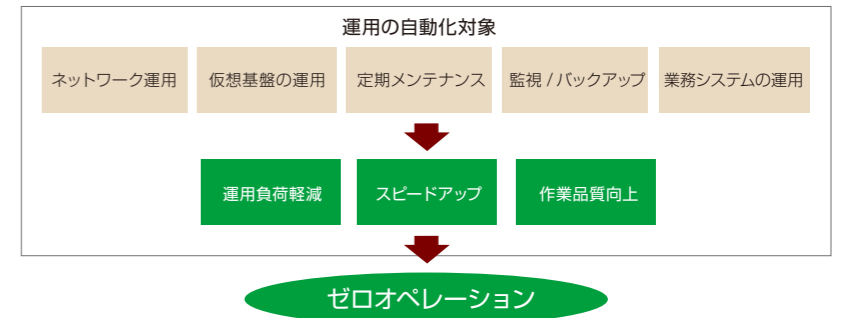 運用の自動化対象
ネットワーク運用
仮想基盤の運用
定期メンテナンス
監視 / バックアップ
業務システムの運用
運用負荷軽減
スピードアップ
作業品質向上
ゼロオペレーション